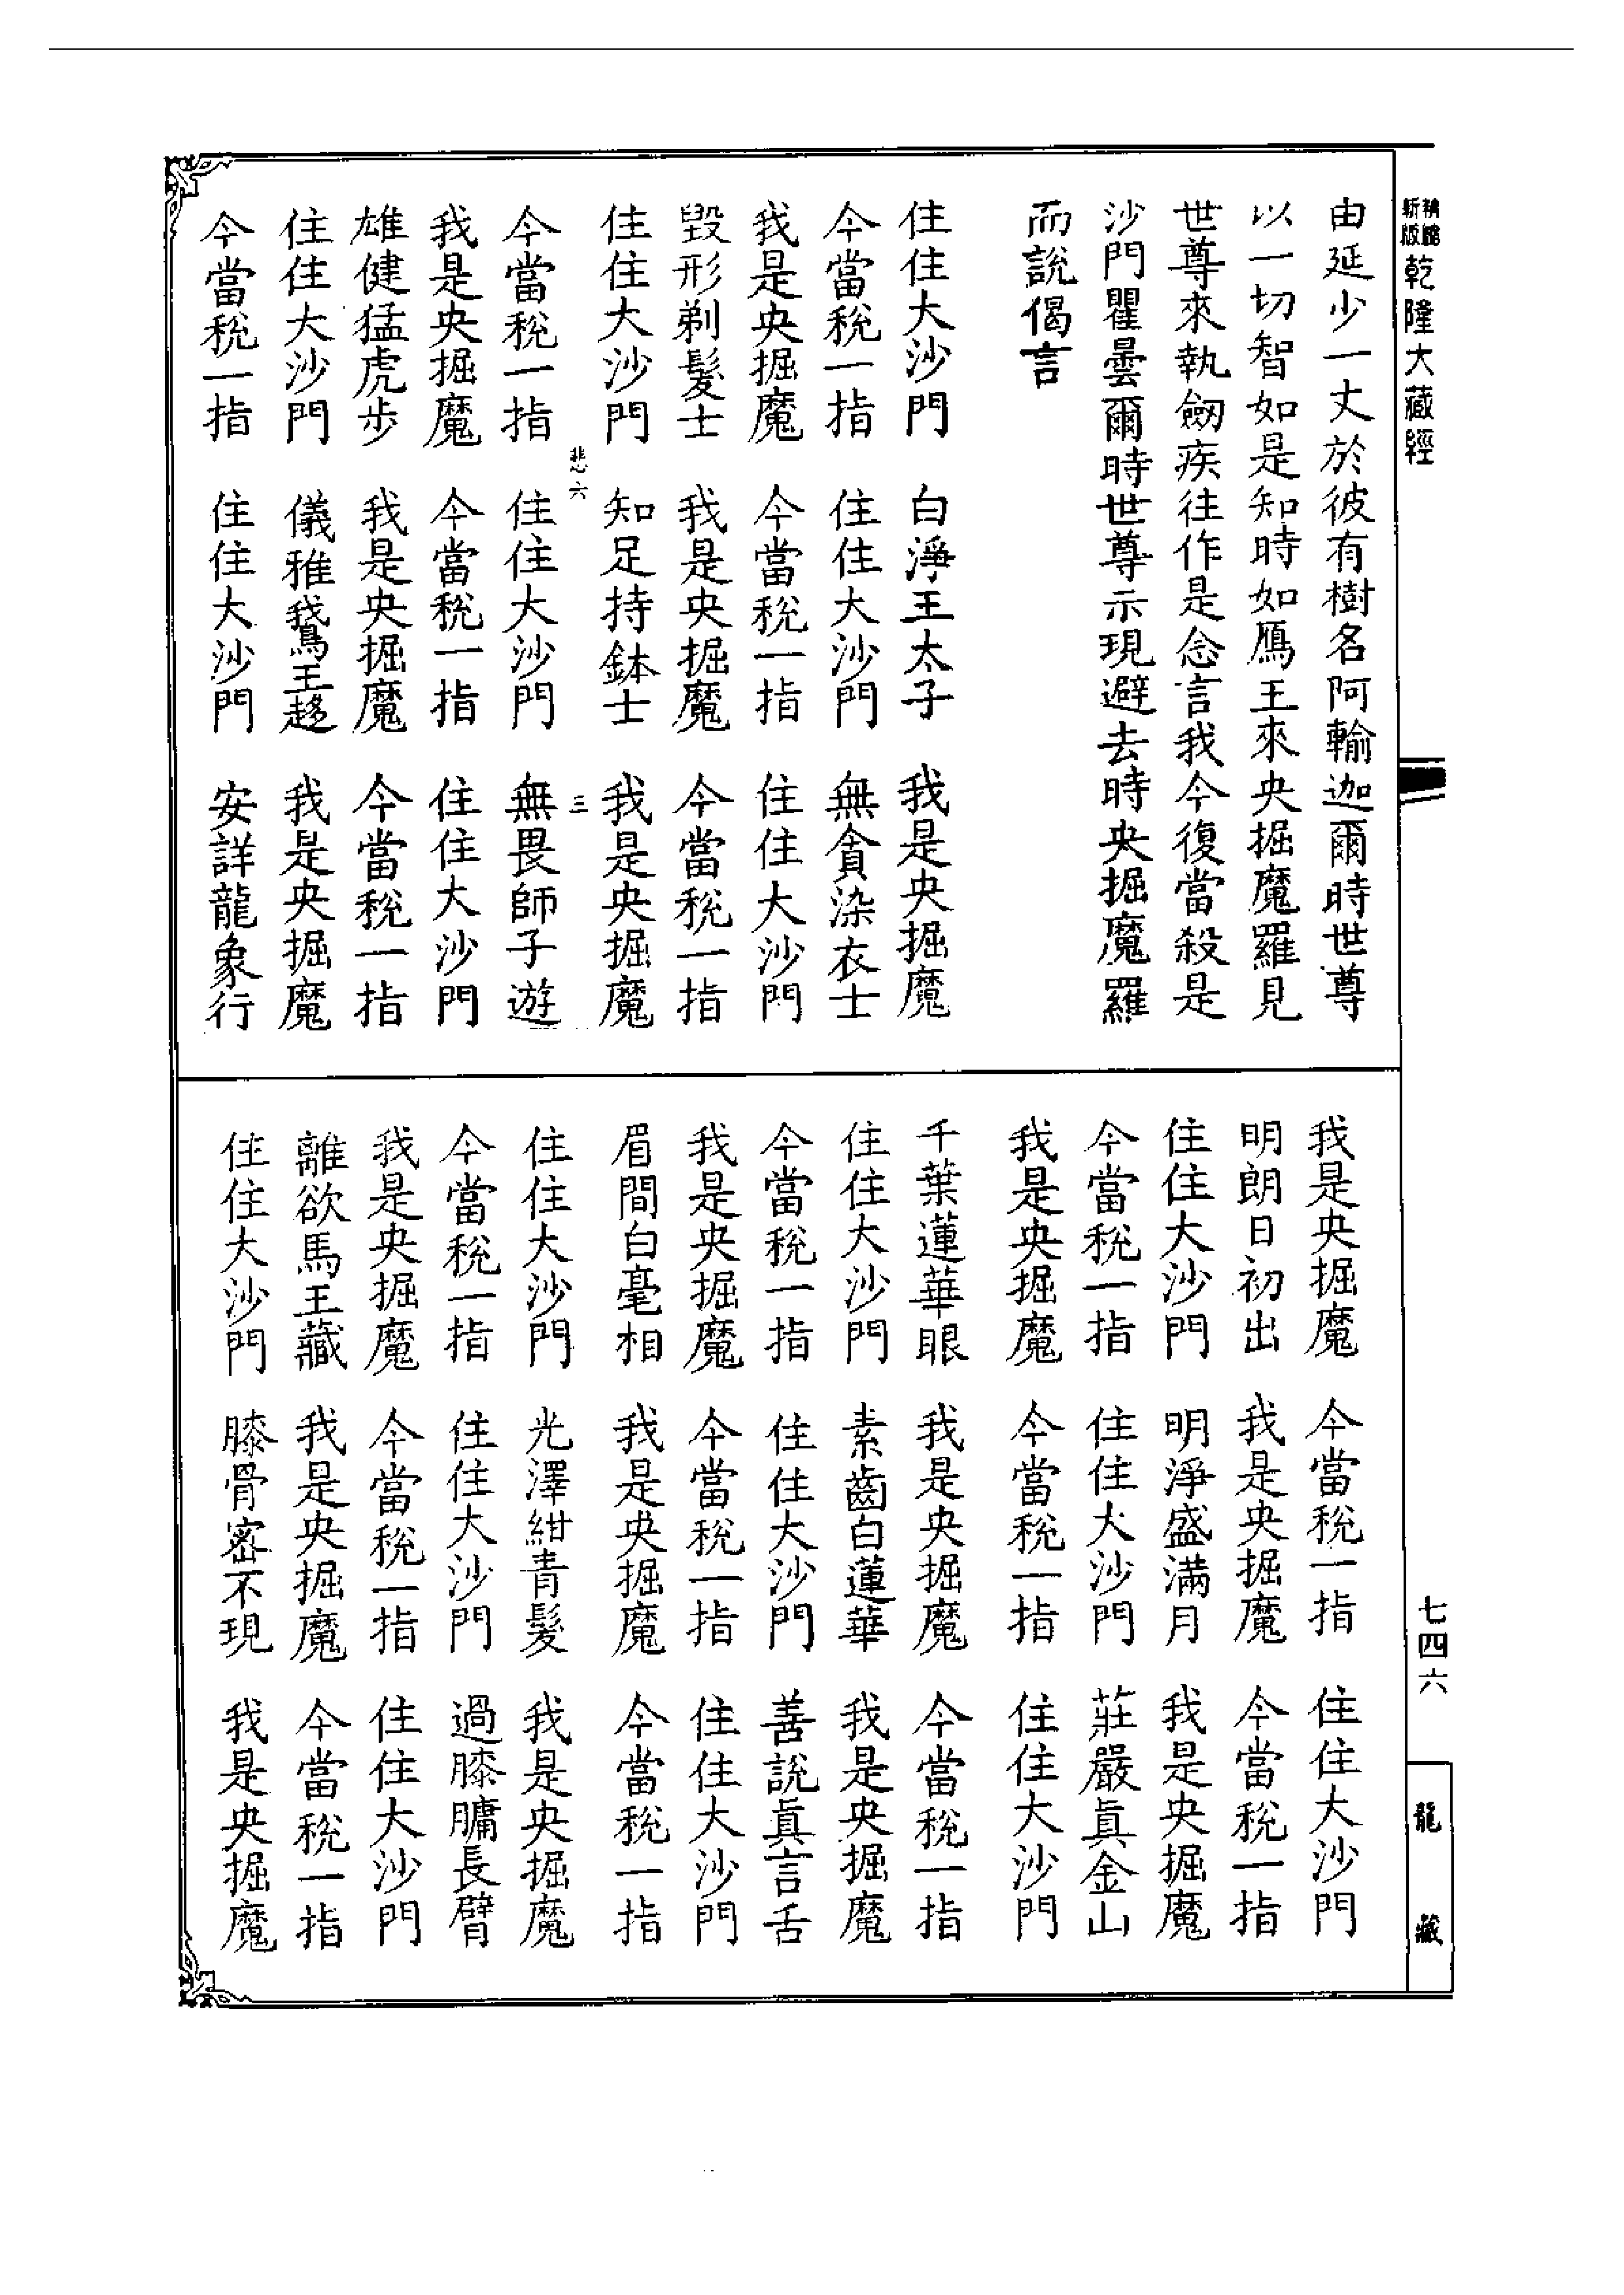 新版
精縮
乾隆大藏經
由延少一丈於彼有樹名阿輸迦爾時世尊
以一切智如是知時如鴈王來央掘魔羅見
世尊來執劒疾往作是念言我今復當殺是
沙門瞿曇爾時世尊示現避去時央掘魔羅
而說偈言
住住大沙門　白淨王太子　我是央掘魔
今當稅一指　住住大沙門　無貪染衣士
我是央掘魔　今當稅一指　住住大沙門
毀形剃髮士　我是央掘魔　今當稅一指
住住大沙門　知足持鉢士　我是央掘魔
悲六　三
今當稅一指　住住大沙門　無畏師子遊
我是央掘魔　今當稅一指　住住大沙門
雄健猛虎步　我是央掘魔　今當稅一指
住住大沙門　儀雅鵞王趍　我是央掘魔
今當稅一指　住住大沙門　安詳龍象行
我是央掘魔　今當稅一指　住住大沙門
明朗日初出　我是央掘魔　今當稅一指
住住大沙門　明淨盛滿月　我是央掘魔
今當稅一指　住住大沙門　莊嚴眞金山
我是央掘魔　今當稅一指　住住大沙門
千葉蓮華眼　我是央掘魔　今當稅一指
住住大沙門　素齒白蓮華　我是央掘魔
今當稅一指　住住大沙門　善說眞言舌
我是央掘魔　今當稅一指　住住大沙門
眉間白毫相　我是央掘魔　今當稅一指
住住大沙門　光澤紺青髮　我是央掘魔
今當稅一指　住住大沙門　過膝𦟛長臂
我是央掘魔　今當稅一指　住住大沙門
離欲馬王藏　我是央掘魔　今當稅一指
住住大沙門　膝骨密不現　我是央掘魔
七四六
龍藏